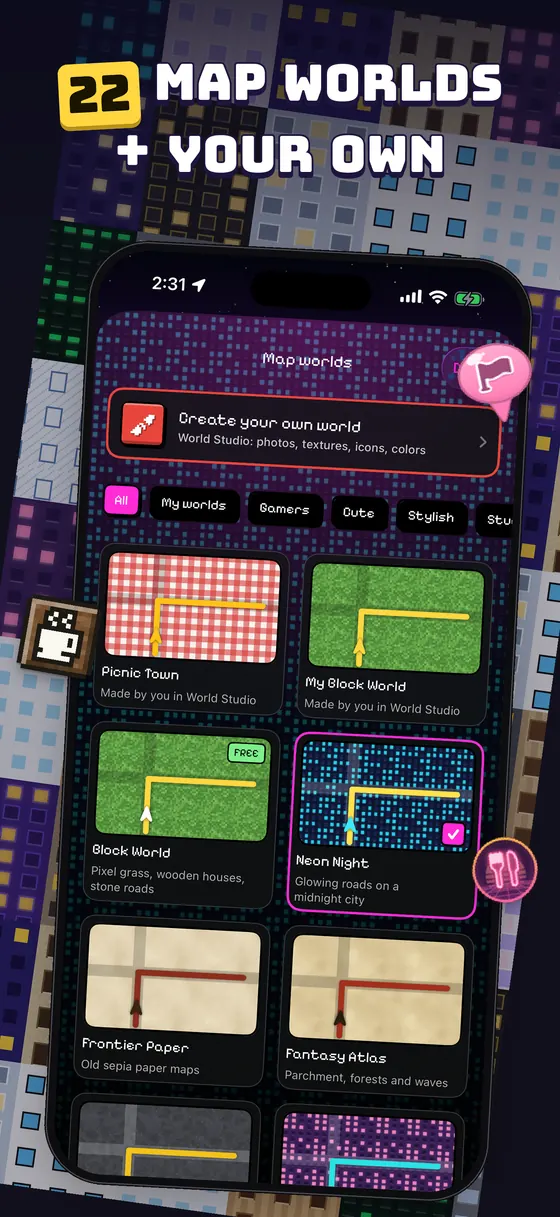 22 MAP WORLDS
+ YOUR OWN
2:31
Map worlds
Create your own world
World Studio: photos, textures, icons, colors
All
My worlds
Gamers
Cute
Stylish
Picnic Town
Made by you in World Studio
My Block World
Made by you in World Studio
FREE
Block World
Pixel grass, wooden houses,
stone roads
Neon Night
Glowing roads on a
midnight city
Frontier Paper
Old sepia paper maps
Fantasy Atlas
Parchment, forests and waves